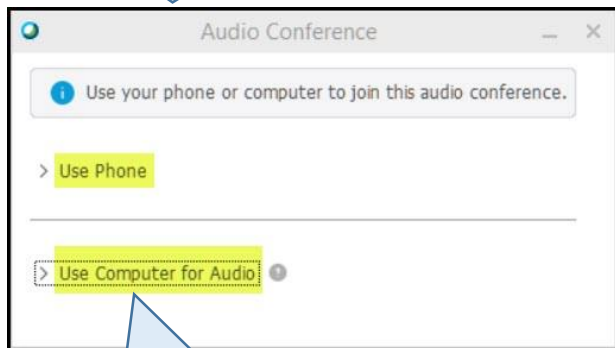 Audio Conference
Use your phone or computer to join this audio conference.
Use Phone
Use Computer for Audio